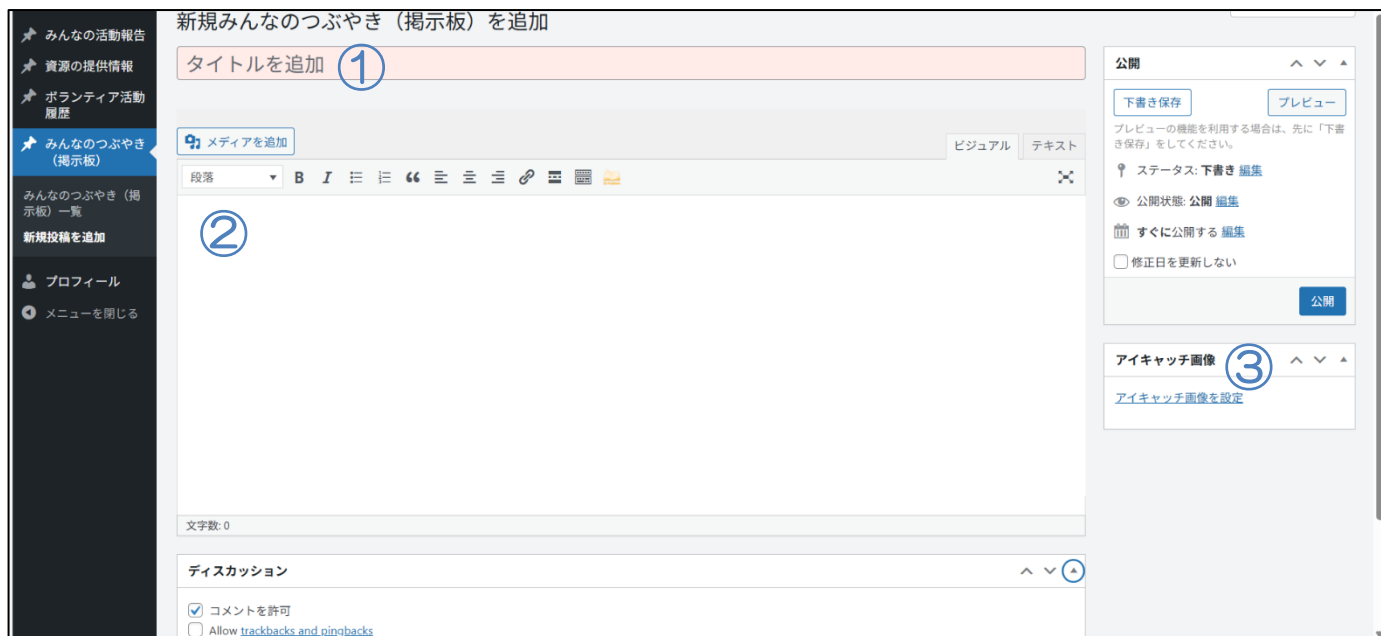 新規みんなのつぶやき（掲示板）を追加
みんなの活動報告
資源の提供情報
ボランティア活動
履歴
みんなのつぶやき
（掲示板）
みんなのつぶやき（掲
示板）一覧
新規投稿を追加
プロフィール
メニューを閉じる
タイトルを追加 ①
メディアを追加
ビジュアル テキスト
段落 B I
②
文字数: 0
ディスカッション
コメントを許可
Allow trackbacks and pingbacks
公開
下書き保存 プレビュー
プレビューの機能を利用する場合は、先に「下書
き保存」をしてください。
ステータス: 下書き 編集
公開状態: 公開 編集
すぐに公開する 編集
修正日を更新しない
公開
アイキャッチ画像 ③
アイキャッチ画像を設定